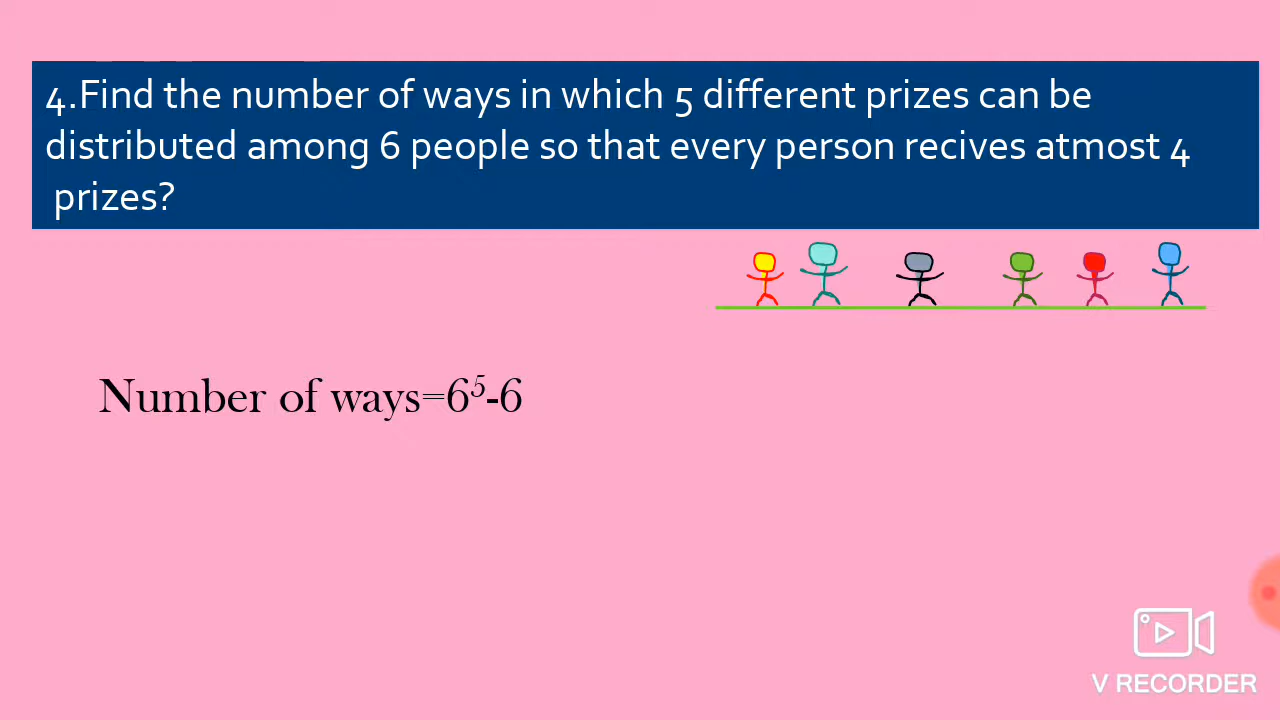 4.Find the number of ways in which 5 different prizes can be
distributed among 6 people so that every person recives atmost 4
prizes?
Number of ways=6⁵-6
V RECORDER